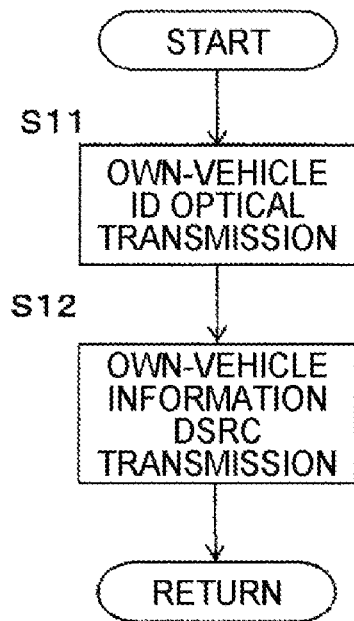 START
S11
OWN-VEHICLE
ID OPTICAL
TRANSMISSION
S12
OWN-VEHICLE
INFORMATION
DSRC
TRANSMISSION
RETURN